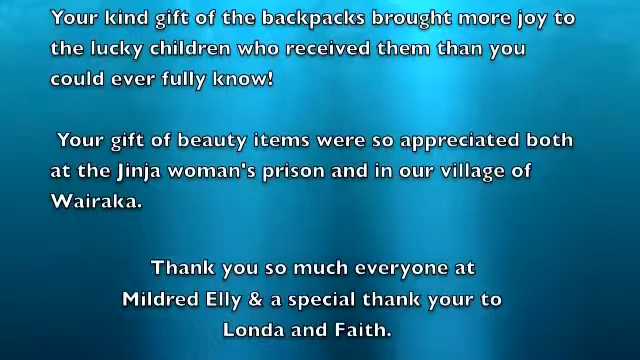 Your kind gift of the backpacks brought more joy to
the lucky children who received them than you
could ever fully know!
Your gift of beauty items were so appreciated both
at the Jinja woman's prison and in our village of
Wairaka.
Thank you so much everyone at
Mildred Elly & a special thank your to
Londa and Faith.